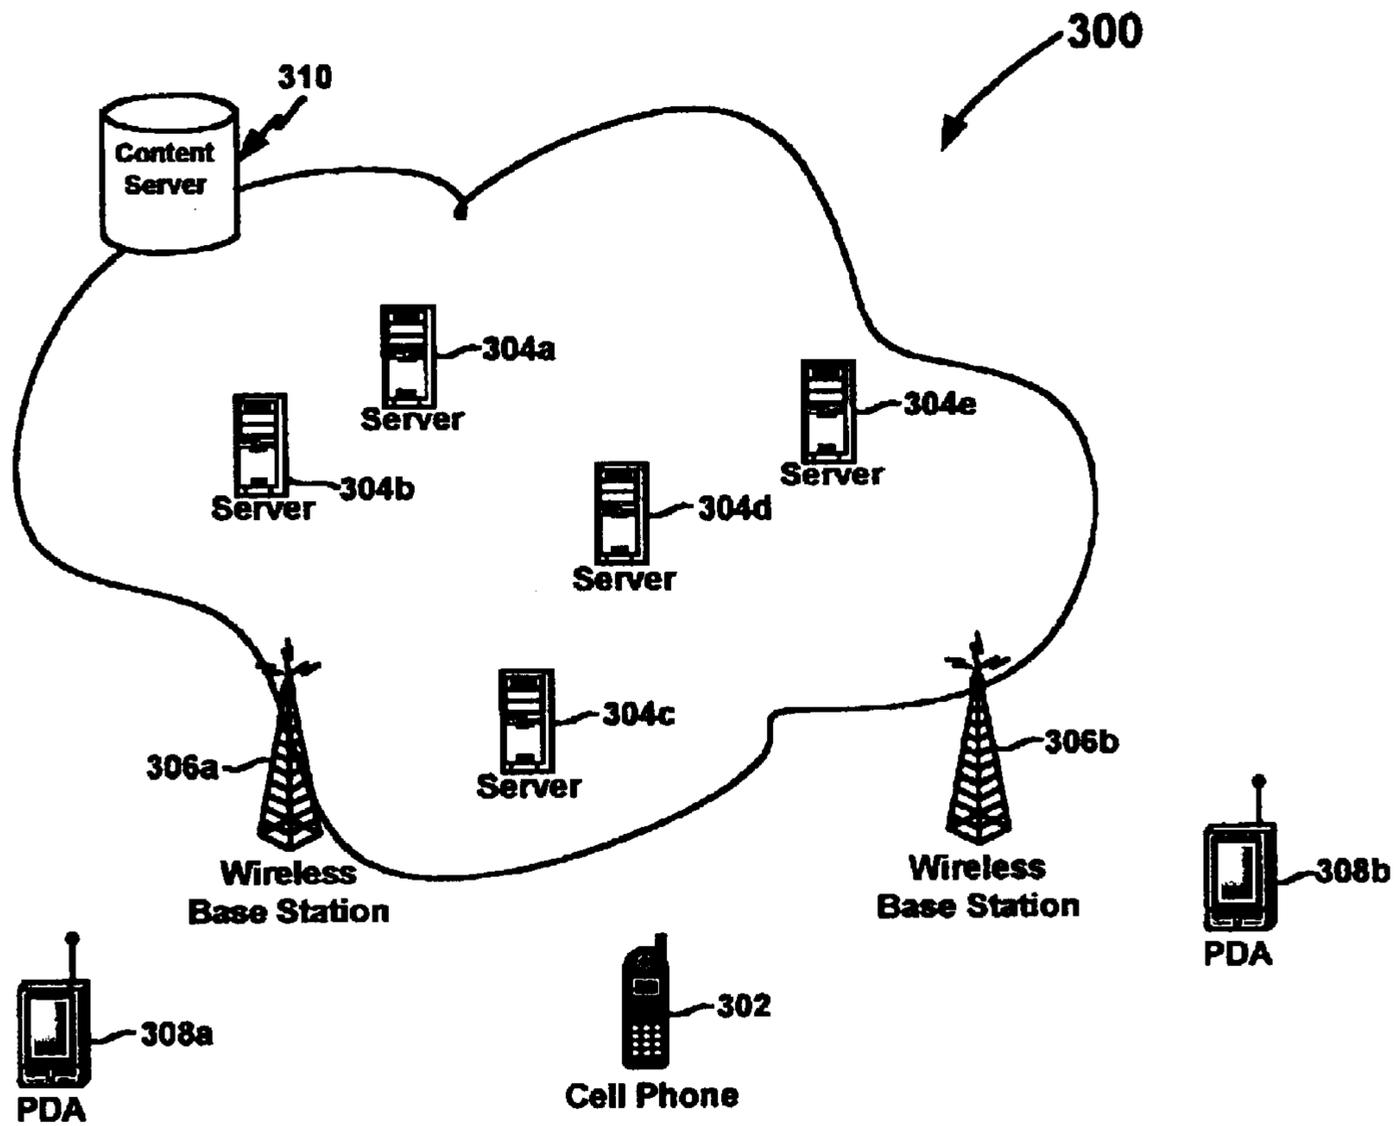 300
310
Content
Server
304a
Server
304e
Server
304b
Server
304d
Server
304c
Server
306a
Wireless
Base Station
306b
Wireless
Base Station
308b
PDA
302
Cell Phone
308a
PDA